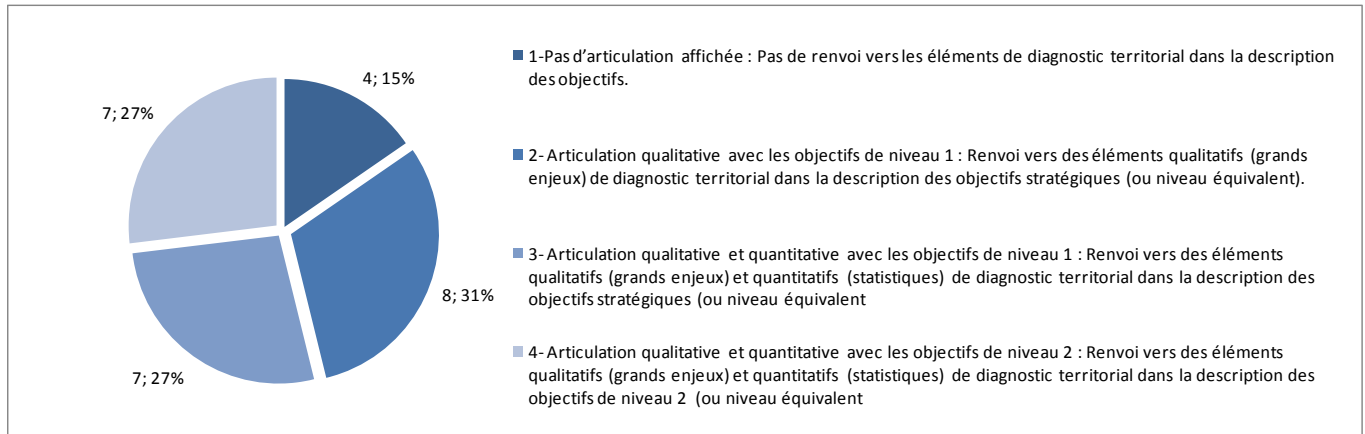 4; 15%
7; 27%
8; 31%
7; 27%
1-Pas d'articulation affichée : Pas de renvoi vers les éléments de diagnostic territorial dans la description
des objectifs.
2- Articulation qualitative avec les objectifs de niveau 1 : Renvoi vers des éléments qualitatifs (grands
enjeux) de diagnostic territorial dans la description des objectifs stratégiques (ou niveau équivalent).
3- Articulation qualitative et quantitative avec les objectifs de niveau 1 : Renvoi vers des éléments
qualitatifs (grands enjeux) et quantitatifs (statistiques) de diagnostic territorial dans la description des
objectifs stratégiques (ou niveau équivalent
4- Articulation qualitative et quantitative avec les objectifs de niveau 2 : Renvoi vers des éléments
qualitatifs (grands enjeux) et quantitatifs (statistiques) de diagnostic territorial dans la description des
objectifs de niveau 2 (ou niveau équivalent